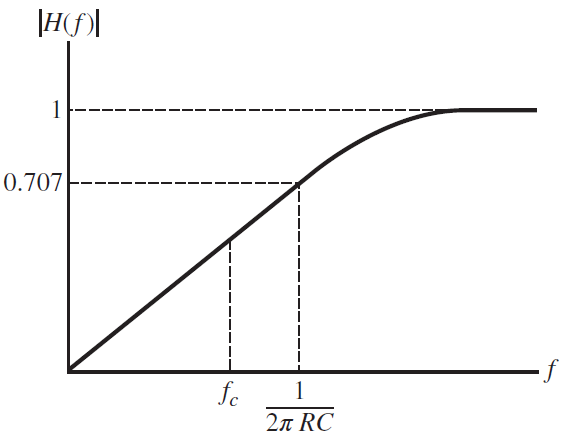 |H(f)|
1
0.707
f
f_c
1
2π RC